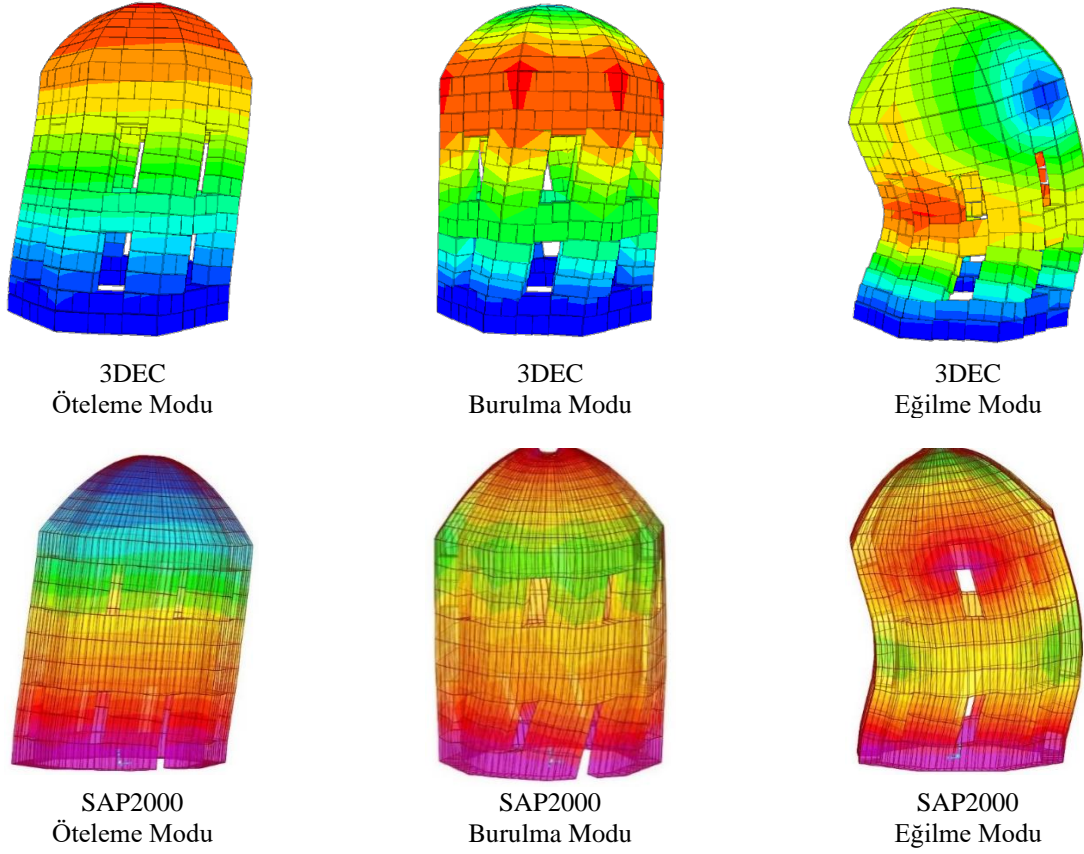 3DEC
Öteleme Modu
3DEC
Burulma Modu
3DEC
Eğilme Modu
SAP2000
Öteleme Modu
SAP2000
Burulma Modu
SAP2000
Eğilme Modu